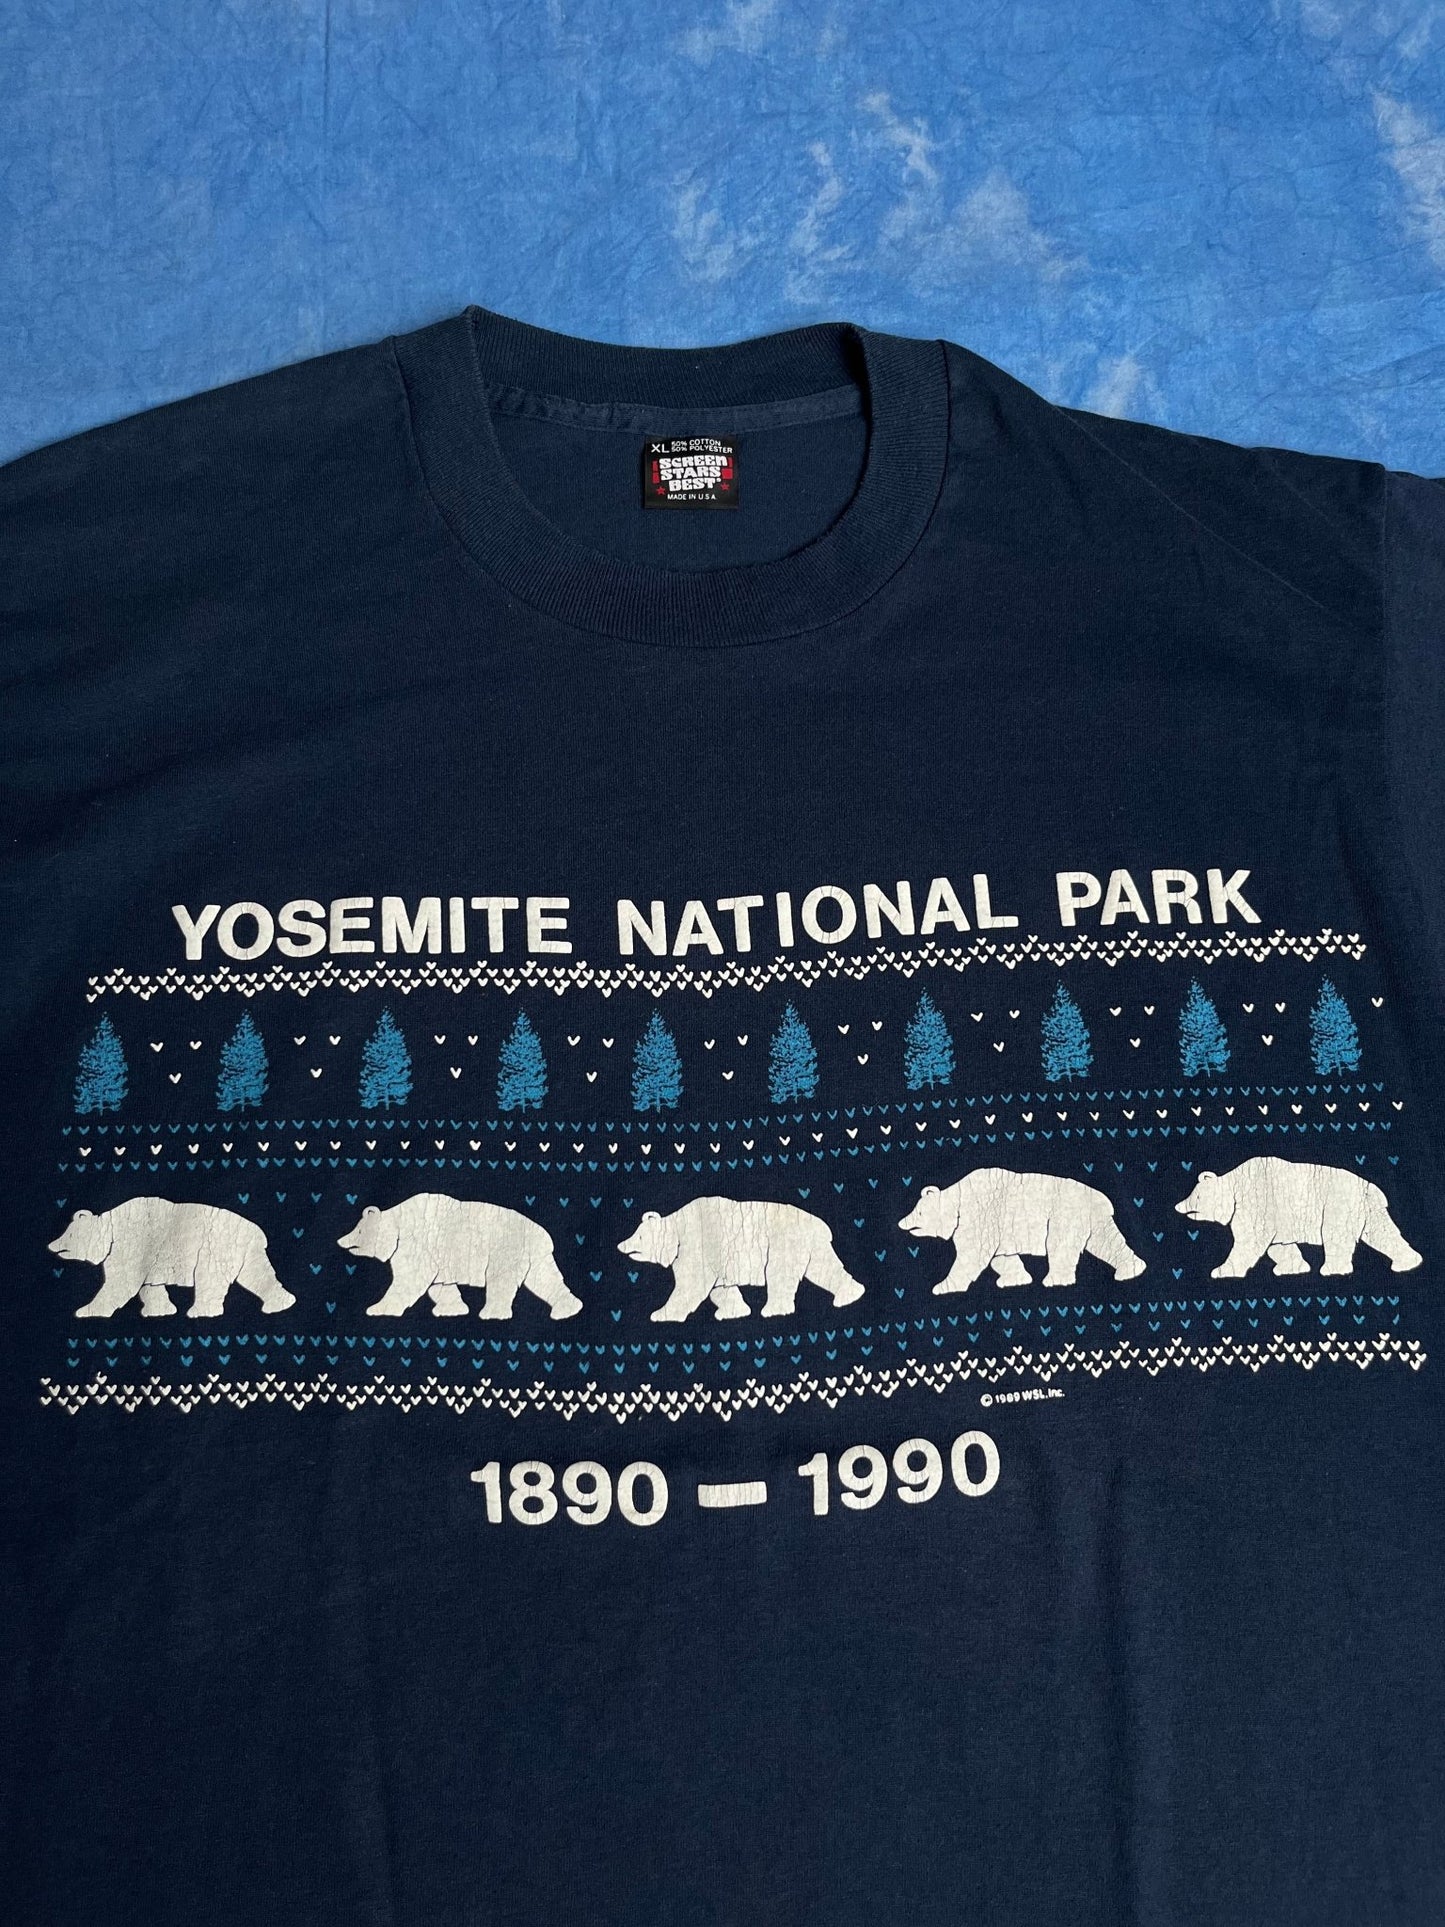 XL 50% COTTON
50% POLYESTER
SCREEN
STARS
BEST®
MADE IN U.S.A.
YOSEMITE NATIONAL PARK
© 1989 WSL, Inc.
1890 – 1990